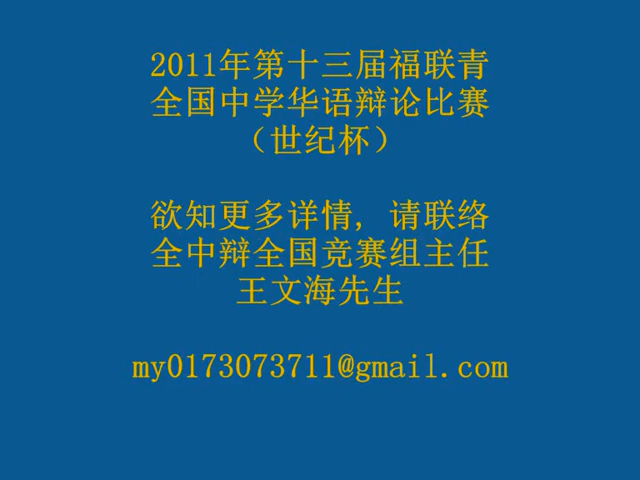 2011年第十三届福联青
全国中学华语辩论比赛
（世纪杯）
欲知更多详情, 请联络
全中辩全国竞赛组主任
王文海先生
my0173073711@gmail.com